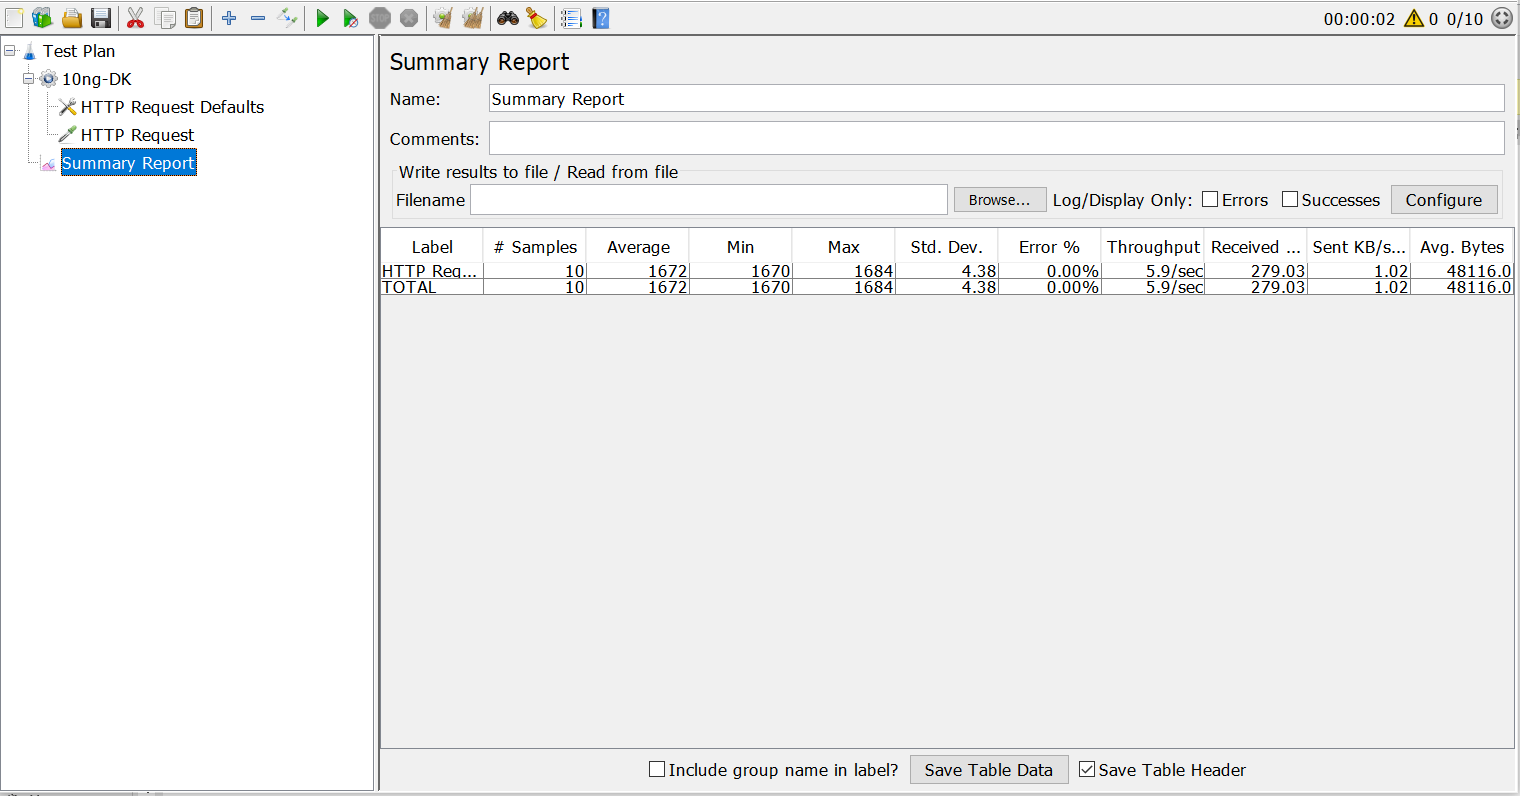 00:00:02 0 0/10
Test Plan
10ng-DK
HTTP Request Defaults
HTTP Request
Summary Report
Summary Report
Name: Summary Report
Comments:
Write results to file / Read from file
Filename Browse... Log/Display Only: Errors Successes Configure
Label # Samples Average Min Max Std. Dev. Error % Throughput Received ... Sent KB/s... Avg. Bytes
HTTP Req... 10 1672 1670 1684 4.38 0.00% 5.9/sec 279.03 1.02 48116.0
TOTAL 10 1672 1670 1684 4.38 0.00% 5.9/sec 279.03 1.02 48116.0
Include group name in label? Save Table Data Save Table Header